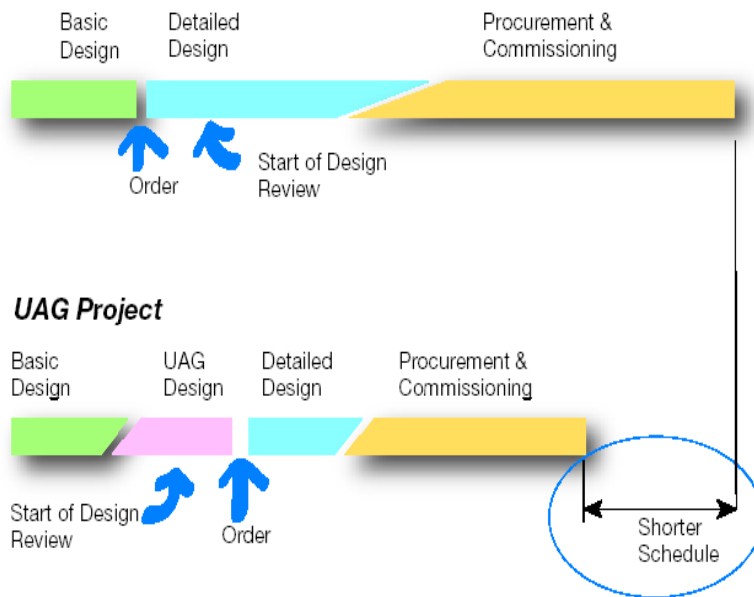 Basic
Design
Detailed
Design
Procurement &
Commissioning
Order
Start of Design
Review
UAG Project
Basic
Design
UAG
Design
Detailed
Design
Procurement &
Commissioning
Start of Design
Review
Order
Shorter
Schedule